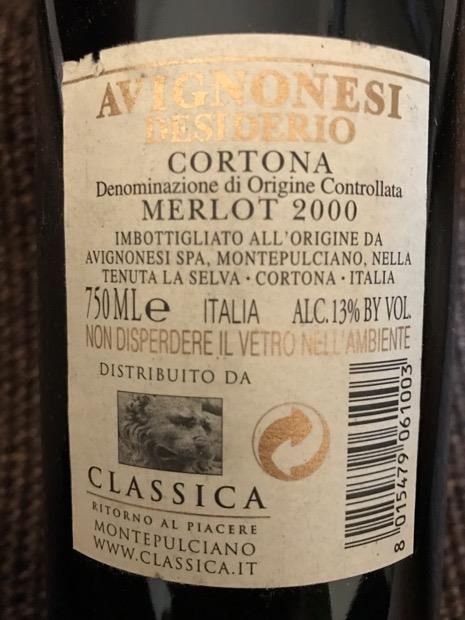 AVIGNONESI
DESIDERIO
CORTONA
Denominazione di Origine Controllata
MERLOT 2000
IMBOTTIGLIATO ALL'ORIGINE DA
AVIGNONESI SPA, MONTEPULCIANO, NELLA
TENUTA LA SELVA · CORTONA · ITALIA
750 ML e ITALIA ALC. 13% BY VOL.
NON DISPERDERE IL VETRO NELL'AMBIENTE
DISTRIBUITO DA
CLASSICA
RITORNO AL PIACERE
MONTEPULCIANO
WWW.CLASSICA.IT
8 015479 061003